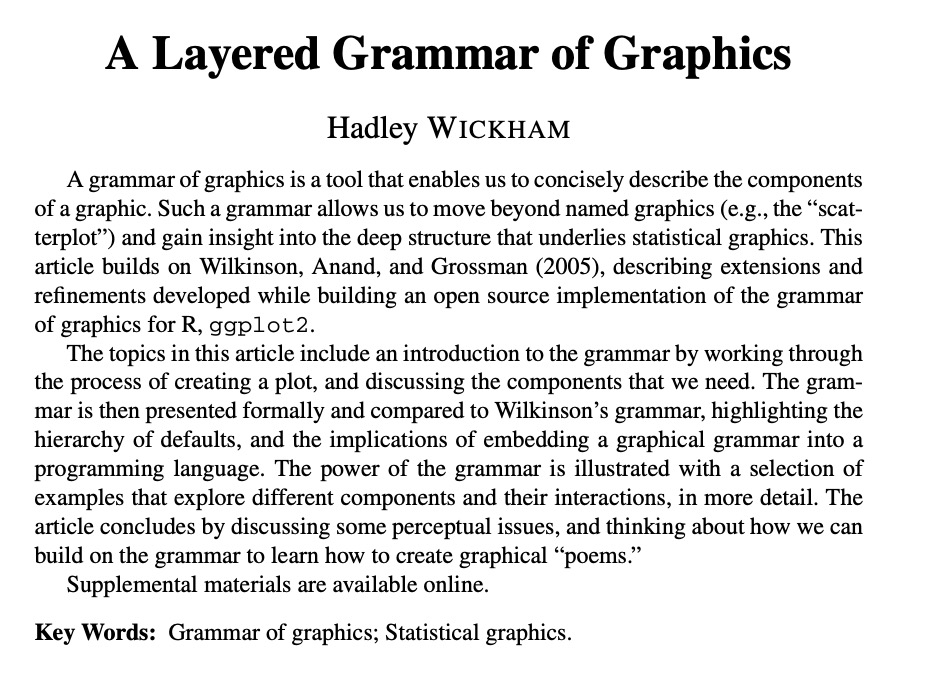 A Layered Grammar of Graphics
Hadley WICKHAM
A grammar of graphics is a tool that enables us to concisely describe the components
of a graphic. Such a grammar allows us to move beyond named graphics (e.g., the “scat-
terplot”) and gain insight into the deep structure that underlies statistical graphics. This
article builds on Wilkinson, Anand, and Grossman (2005), describing extensions and
refinements developed while building an open source implementation of the grammar
of graphics for R, ggplot2.
The topics in this article include an introduction to the grammar by working through
the process of creating a plot, and discussing the components that we need. The gram-
mar is then presented formally and compared to Wilkinson’s grammar, highlighting the
hierarchy of defaults, and the implications of embedding a graphical grammar into a
programming language. The power of the grammar is illustrated with a selection of
examples that explore different components and their interactions, in more detail. The
article concludes by discussing some perceptual issues, and thinking about how we can
build on the grammar to learn how to create graphical “poems.”
Supplemental materials are available online.
Key Words: Grammar of graphics; Statistical graphics.